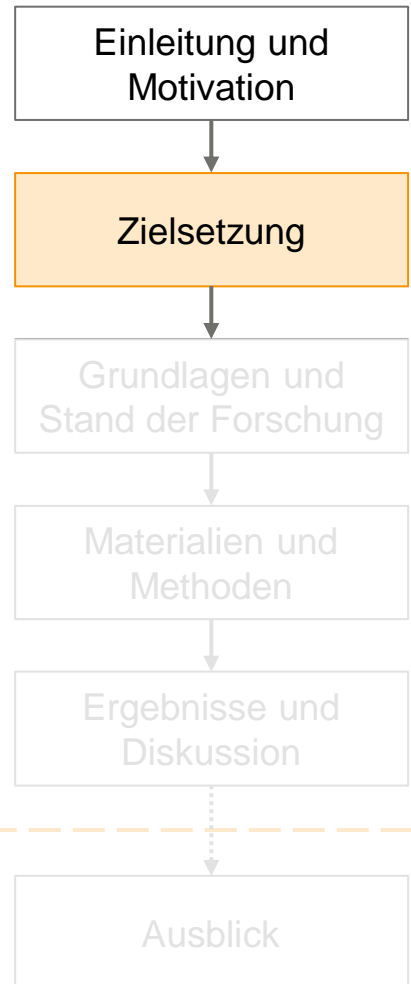 Einleitung und
Motivation
Zielsetzung
Grundlagen und
Stand der Forschung
Materialien und
Methoden
Ergebnisse und
Diskussion
Ausblick